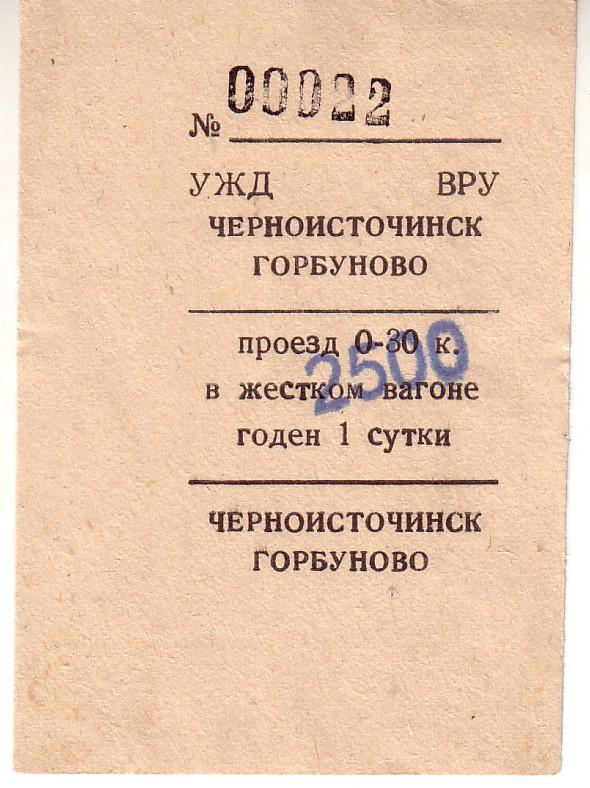 № 00022
УЖД ВРУ
ЧЕРНОИСТОЧИНСК
ГОРБУНОВО
проезд 0-30 к.
2500
в жестком вагоне
годен 1 сутки
ЧЕРНОИСТОЧИНСК
ГОРБУНОВО